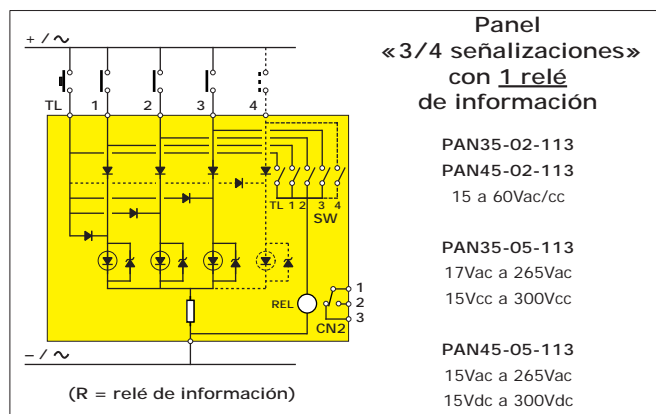 + / ∿
TL 1 2 3 4
TL 1 2 3 4
SW
REL
1
2
3
CN2
− / ∿
(R = relé de información)
Panel
«3/4 señalizaciones»
con 1 relé
de información
PAN35-02-113
PAN45-02-113
15 a 60Vac/cc
PAN35-05-113
17Vac a 265Vac
15Vcc a 300Vcc
PAN45-05-113
15Vac a 265Vac
15Vdc a 300Vdc